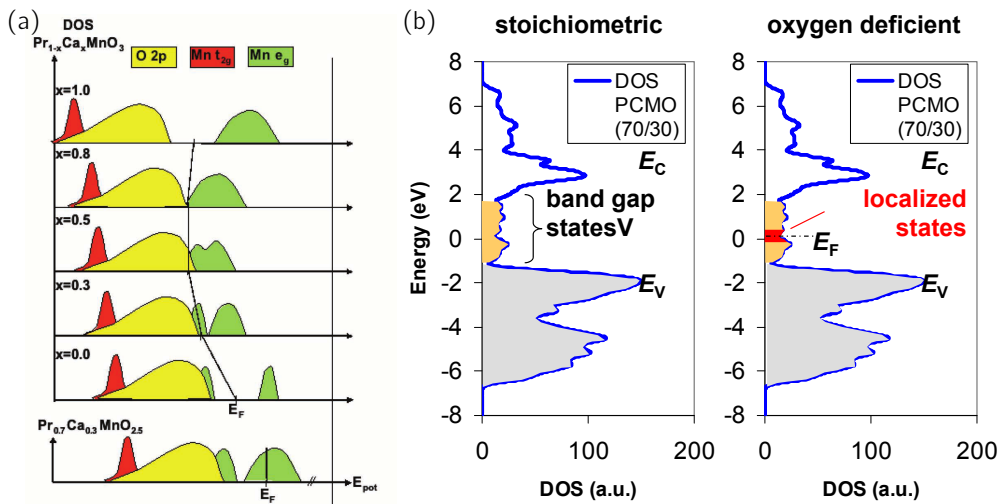 (a)
DOS
Pr1-xCaxMnO3
O 2p
Mn t2g
Mn eg
x=1.0
x=0.8
x=0.5
x=0.3
x=0.0
EF
Pr0.7Ca0.3MnO2.5
EF
Epot
(b)
stoichiometric
8
6
4
2
0
-2
-4
-6
-8
Energy (eV)
DOS
PCMO
(70/30)
EC
band gap
statesV
EV
0
100
200
DOS (a.u.)
oxygen deficient
8
6
4
2
0
-2
-4
-6
-8
DOS
PCMO
(70/30)
EC
localized
states
EF
EV
0
100
200
DOS (a.u.)